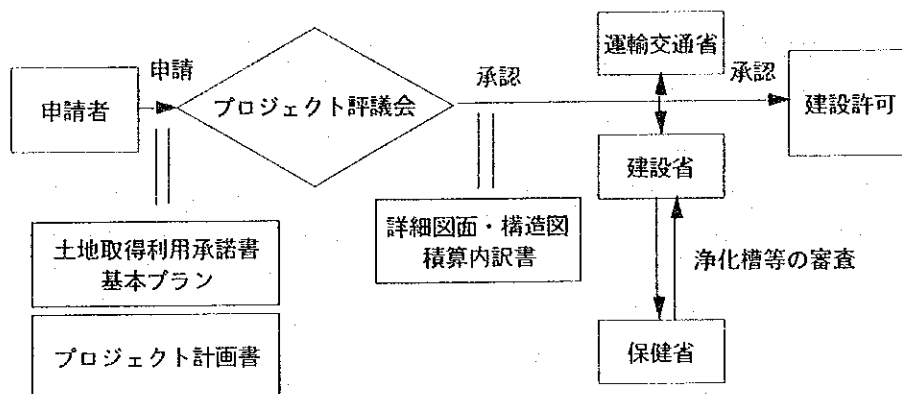 運輸交通省
申請
承認
承認
申請者
プロジェクト評議会
建設許可
建設省
土地取得利用承諾書
基本プラン
詳細図面・構造図
積算内訳書
浄化槽等の審査
プロジェクト計画書
保健省